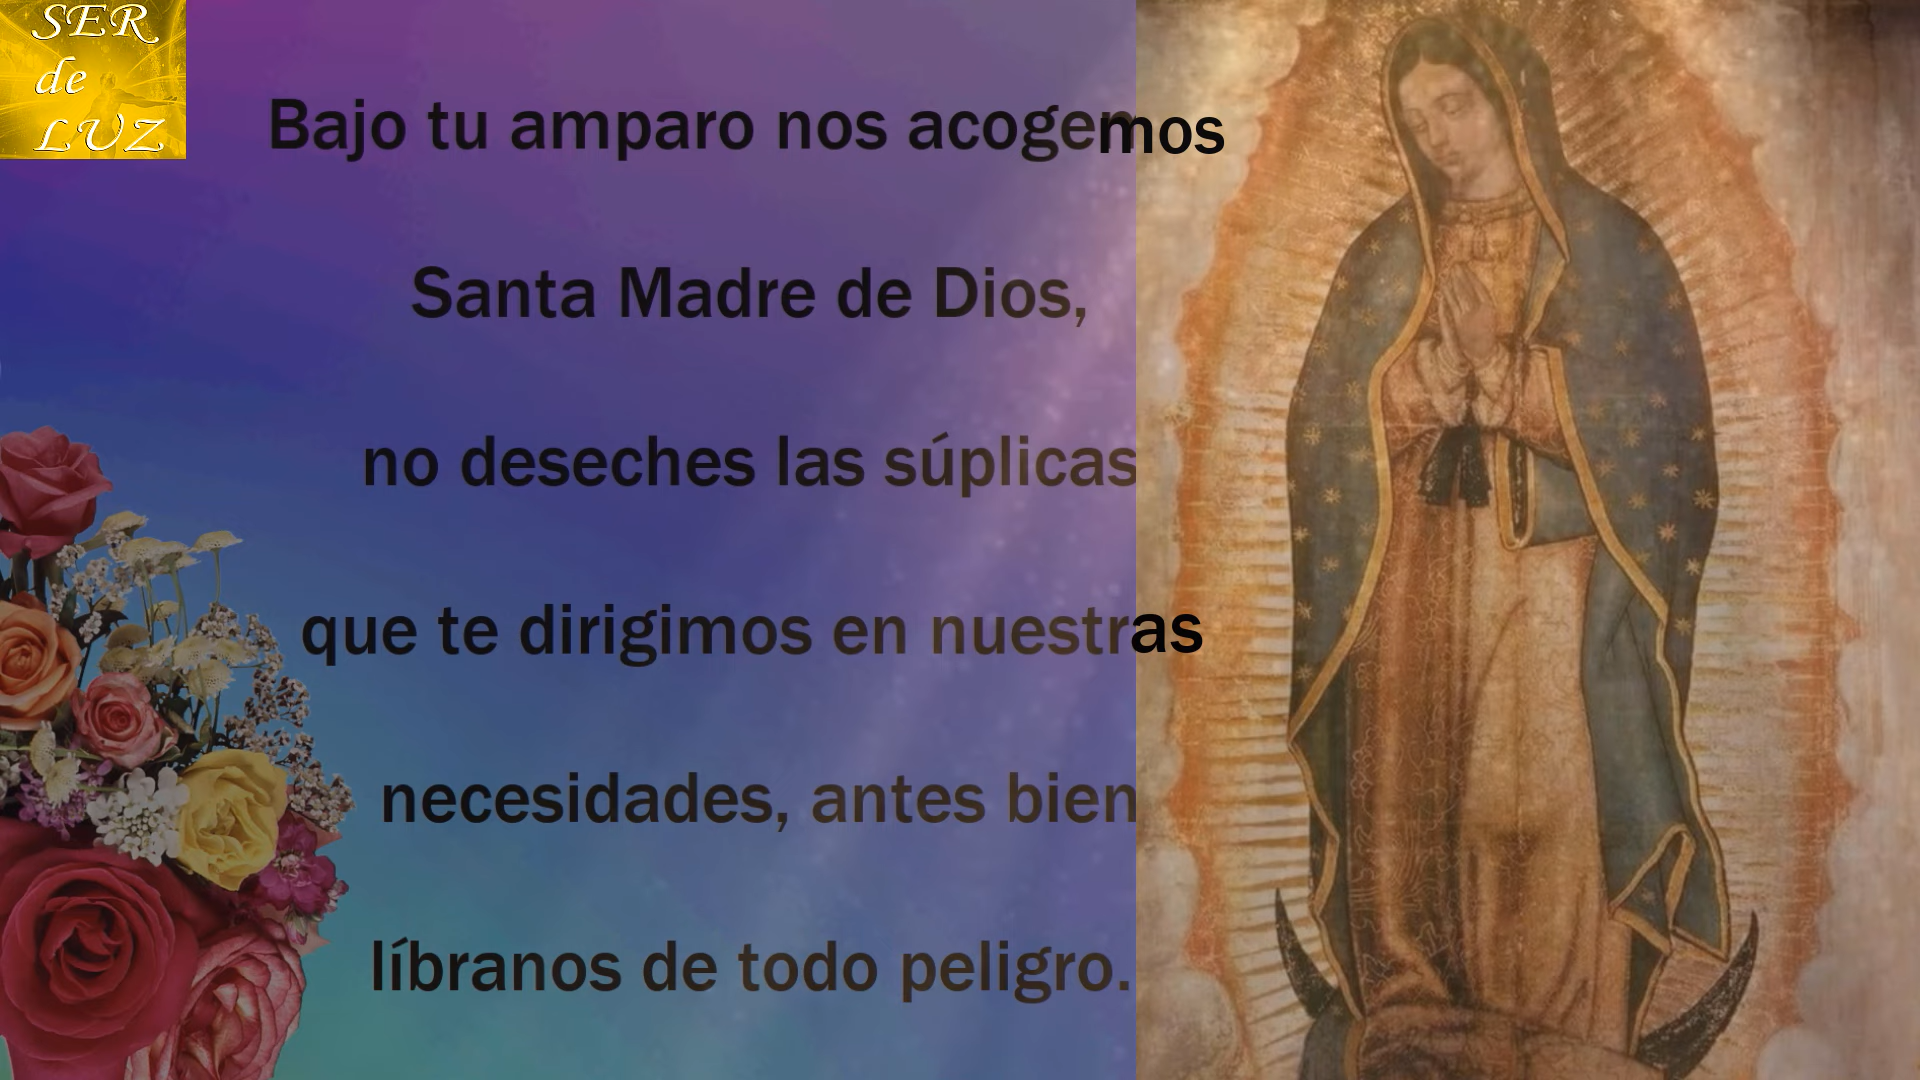 SER
de
LUZ
Bajo tu amparo nos acogemos
Santa Madre de Dios,
no deseches las súplicas
que te dirigimos en nuestras
necesidades, antes bien
líbranos de todo peligro.